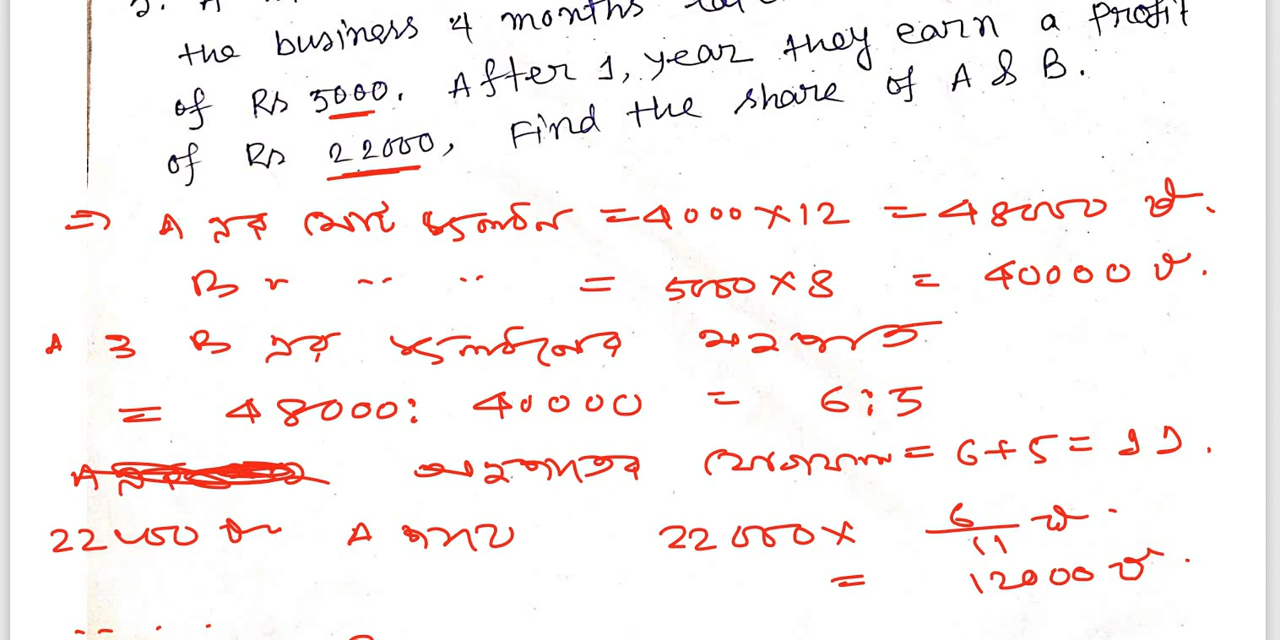 the business 4 months
of Rs 5000. After 1, year they earn a Profit
of Rs 22000, Find the share of A & B.
⇒ A এর মোট মূলধন = 4000 × 12 = 48000 ট.
B " " " = 5000 × 8 = 40000 ট.
A ও B এর মূলধনের অনুপাত
= 48000 : 40000 = 6 : 5
অনুপাতের যোগফল = 6 + 5 = 11.
22000 A পাবে 22000 × 6/11 ট.
= 12000 ট.